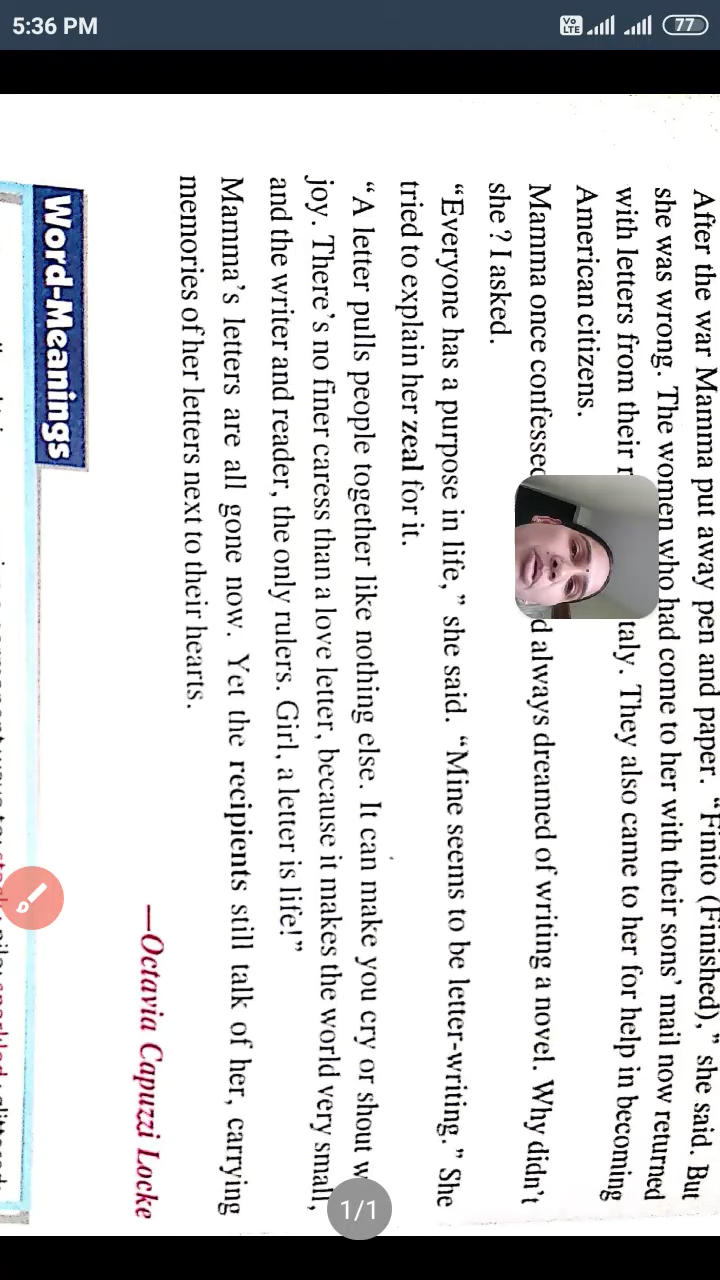 5:36 PM
Vo LTE
77
After the war Mamma put away pen and paper. “Finito (Finished),” she said. But
she was wrong. The women who had come to her with their sons’ mail now returned
with letters from their taly. They also came to her for help in becoming
American citizens.
Mamma once confessed d always dreamed of writing a novel. Why didn’t
she ? I asked.
“Everyone has a purpose in life,” she said. “Mine seems to be letter-writing.” She
tried to explain her zeal for it.
“A letter pulls people together like nothing else. It can make you cry or shout w
joy. There’s no finer caress than a love letter, because it makes the world very small,
and the writer and reader, the only rulers. Girl, a letter is life!”
Mamma’s letters are all gone now. Yet the recipients still talk of her, carrying
memories of her letters next to their hearts.
—Octavia Capuzzi Locke
Word-Meanings
1/1